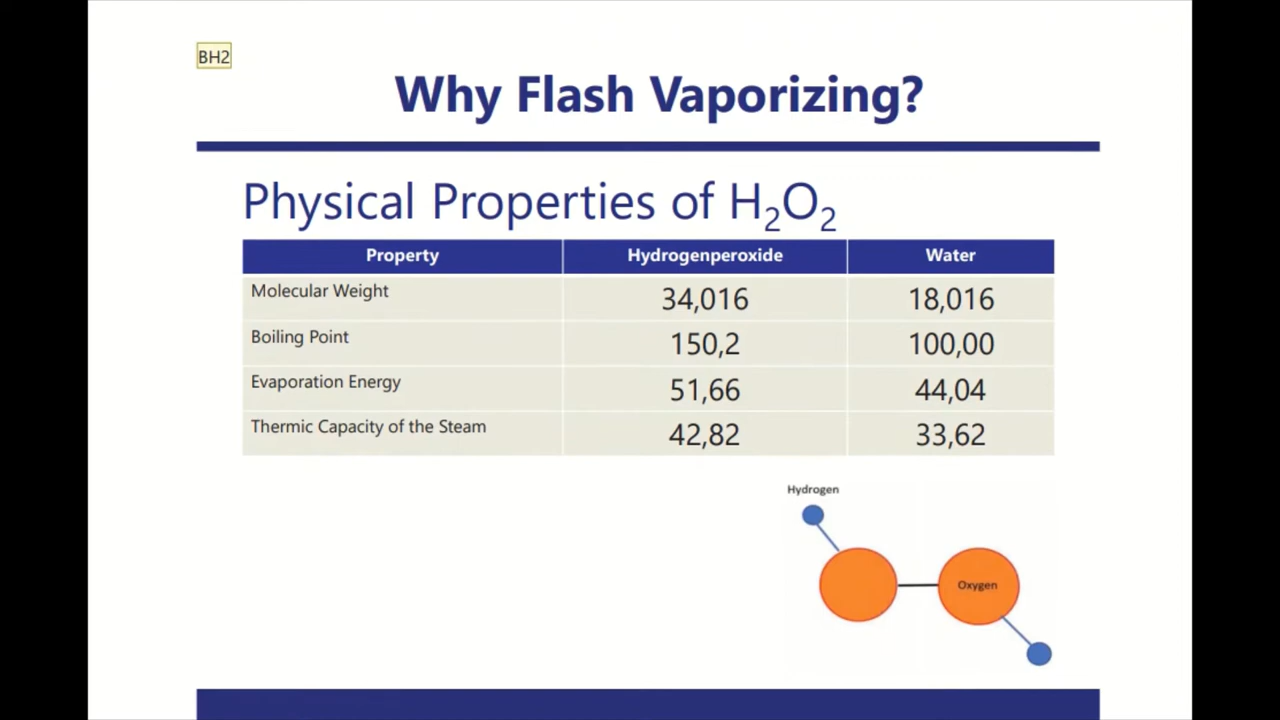 BH2
Why Flash Vaporizing?
Physical Properties of H₂O₂
Property Hydrogenperoxide Water
Molecular Weight 34,016 18,016
Boiling Point 150,2 100,00
Evaporation Energy 51,66 44,04
Thermic Capacity of the Steam 42,82 33,62
Hydrogen
Oxygen